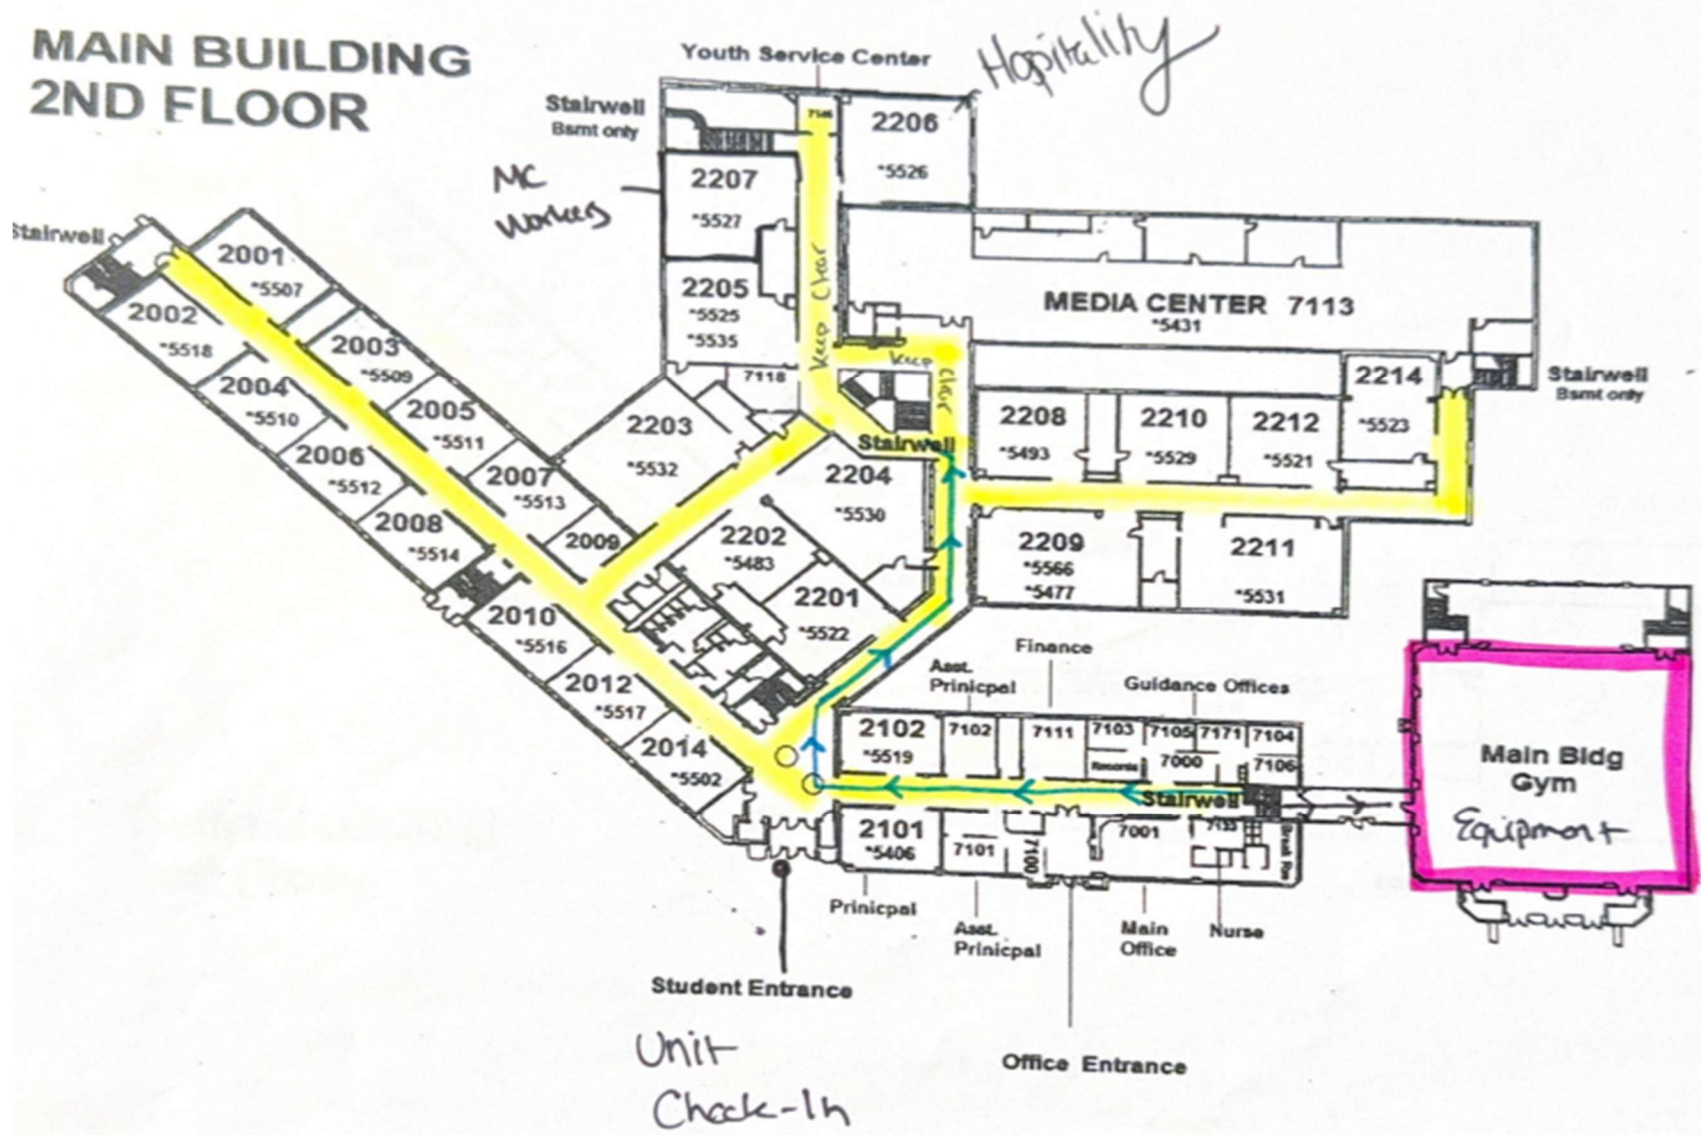 MAIN BUILDING
2ND FLOOR
Youth Service Center
Hospitality
Stairwell
Bsmt only
7146
2206
*5526
MC
Workers
2207
*5527
Stairwell
2001
*5507
2002
*5518
2003
*5509
2004
*5510
2005
*5511
2006
*5512
2007
*5513
2008
*5514
2009
2010
*5516
2012
*5517
2014
*5502
2205
*5525
*5535
7118
Keep Clear
Keep
Clear
MEDIA CENTER 7113
*5431
Stairwell
Bsmt only
2203
*5532
Stairwell
2204
*5530
2202
*5483
2201
*5522
2208
*5493
2210
*5529
2212
*5521
2214
*5523
2209
*5566
*5477
2211
*5531
Finance
Asst.
Prinicpal
Guidance Offices
2102
*5519
7102
7111
7103
Records
7105
7171
7104
7000
7106
Stairwell
2101
*5406
7101
7100
7001
7133
Main Bldg
Gym
Equipment
Prinicpal
Asst.
Prinicpal
Main
Office
Nurse
Student Entrance
Office Entrance
Unit
Check-In